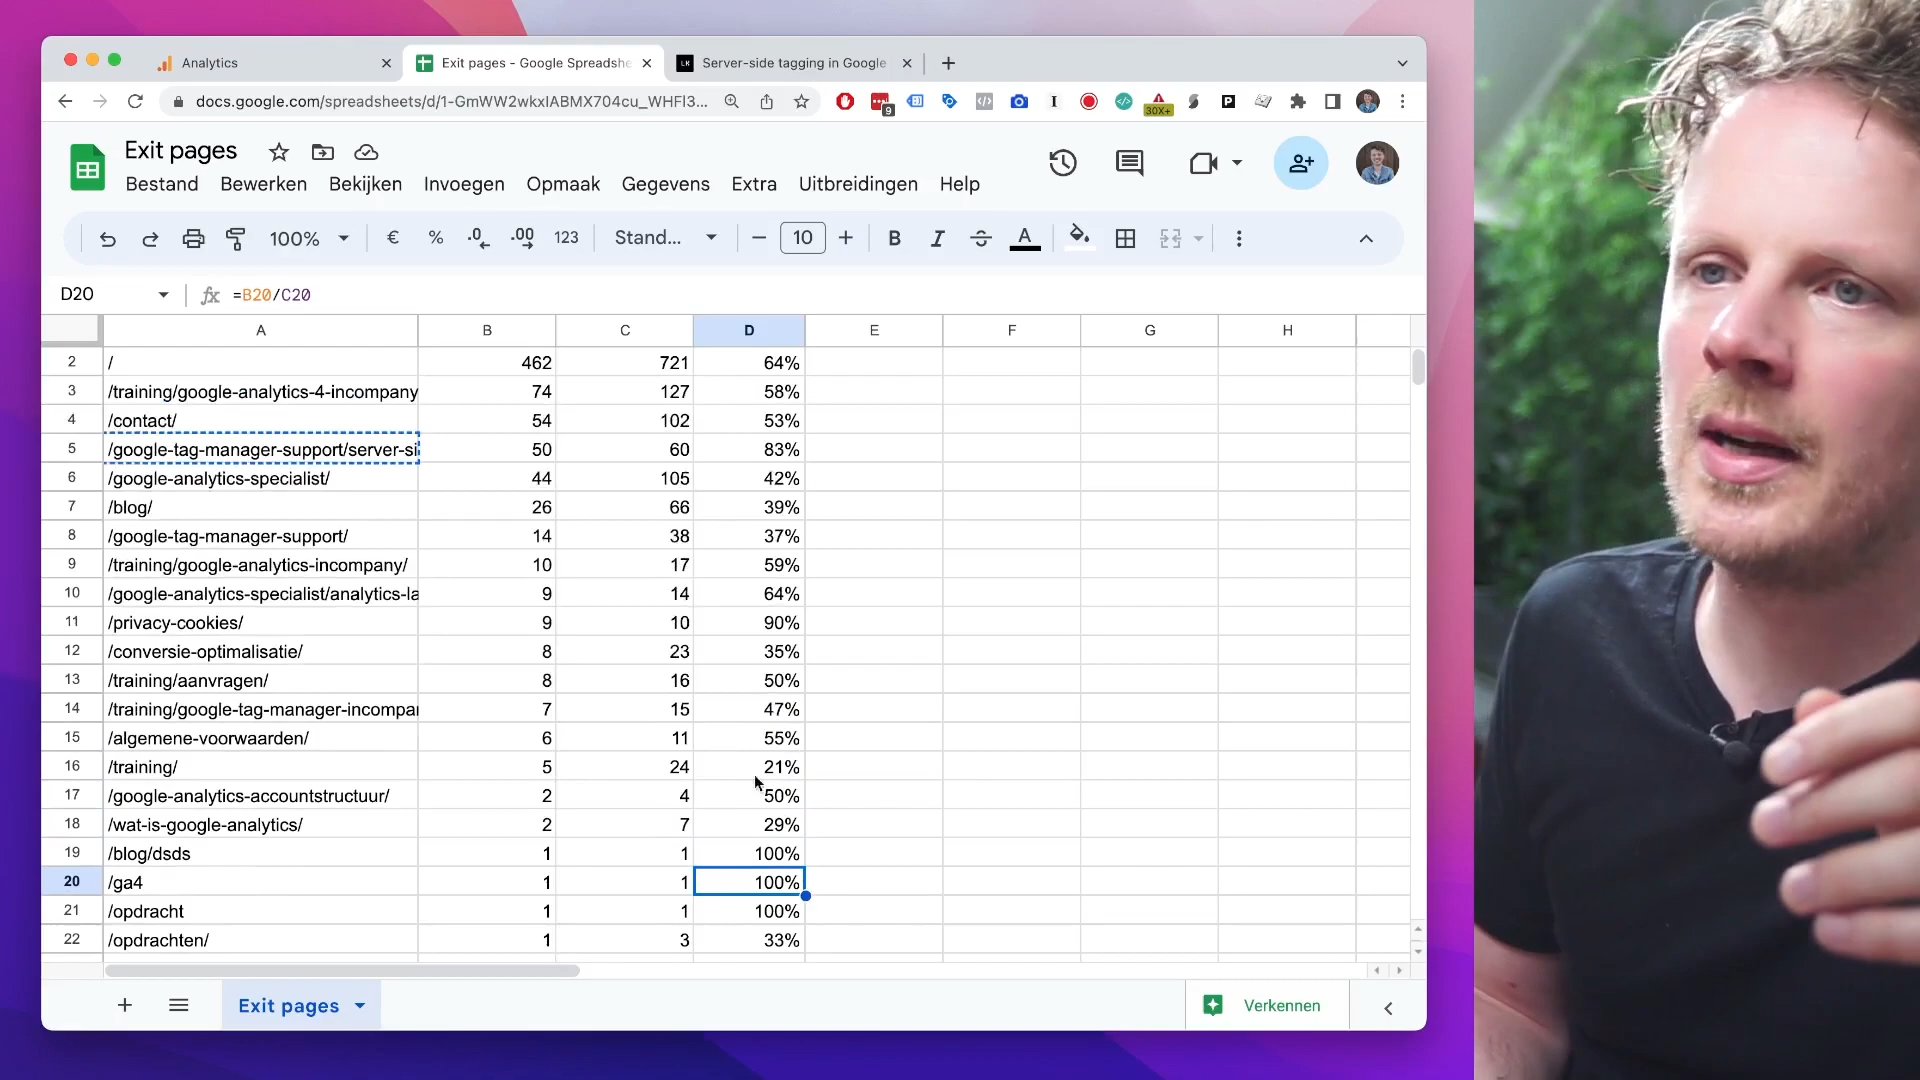 Analytics
Exit pages - Google Spreadshe
LR
Server-side tagging in Google
docs.google.com/spreadsheets/d/1-GmWW2wkxIABMX704cu_WHFI3...
9
30X+
Exit pages
Bestand Bewerken Bekijken Invoegen Opmaak Gegevens Extra Uitbreidingen Help
100% € % .0 .00 123 Stand... 10 B I A
D20 fx =B20/C20
A B C D E F G H
2 / 462 721 64%
3 /training/google-analytics-4-incompany 74 127 58%
4 /contact/ 54 102 53%
5 /google-tag-manager-support/server-si 50 60 83%
6 /google-analytics-specialist/ 44 105 42%
7 /blog/ 26 66 39%
8 /google-tag-manager-support/ 14 38 37%
9 /training/google-analytics-incompany/ 10 17 59%
10 /google-analytics-specialist/analytics-la 9 14 64%
11 /privacy-cookies/ 9 10 90%
12 /conversie-optimalisatie/ 8 23 35%
13 /training/aanvragen/ 8 16 50%
14 /training/google-tag-manager-incompan 7 15 47%
15 /algemene-voorwaarden/ 6 11 55%
16 /training/ 5 24 21%
17 /google-analytics-accountstructuur/ 2 4 50%
18 /wat-is-google-analytics/ 2 7 29%
19 /blog/dsds 1 1 100%
20 /ga4 1 1 100%
21 /opdracht 1 1 100%
22 /opdrachten/ 1 3 33%
Exit pages
Verkennen